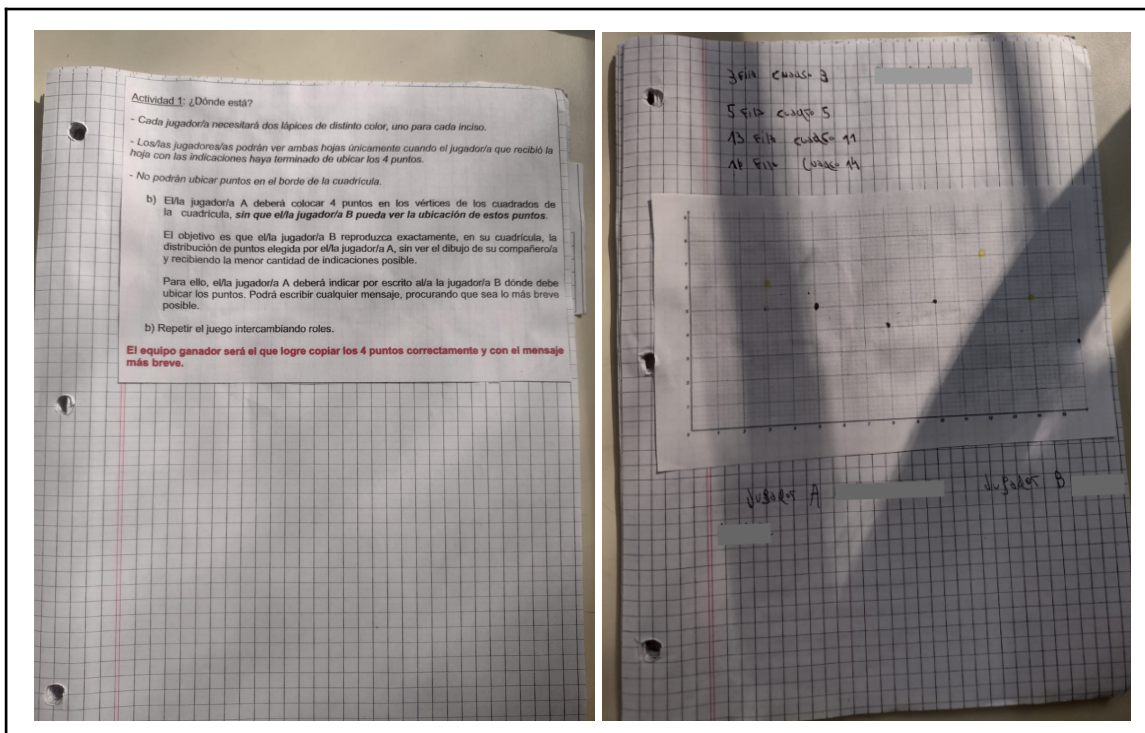 Actividad 1: ¿Dónde está?
- Cada jugador/a necesitará dos lápices de distinto color, uno para cada inciso.
- Los/las jugadores/as podrán ver ambas hojas únicamente cuando el jugador/a que recibió la
hoja con las indicaciones haya terminado de ubicar los 4 puntos.
- No podrán ubicar puntos en el borde de la cuadrícula.
b) El/la jugador/a A deberá colocar 4 puntos en los vértices de los cuadrados de
la cuadrícula, sin que el/la jugador/a B pueda ver la ubicación de estos puntos.
El objetivo es que el/la jugador/a B reproduzca exactamente, en su cuadrícula, la
distribución de puntos elegida por el/la jugador/a A, sin ver el dibujo de su compañero/a
y recibiendo la menor cantidad de indicaciones posible.
Para ello, el/la jugador/a A deberá indicar por escrito al/a la jugador/a B dónde debe
ubicar los puntos. Podrá escribir cualquier mensaje, procurando que sea lo más breve
posible.
b) Repetir el juego intercambiando roles.
El equipo ganador será el que logre copiar los 4 puntos correctamente y con el mensaje
más breve.
3 fila cuadro 3
5 fila cuadro 5
13 fila cuadro 11
16 fila cuadro 14
Jugador A
Jugador B